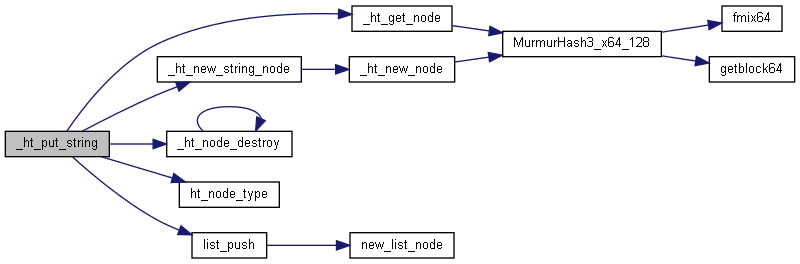 _ht_put_string
_ht_get_node
_ht_new_string_node
_ht_new_node
MurmurHash3_x64_128
fmix64
getblock64
_ht_node_destroy
ht_node_type
list_push
new_list_node